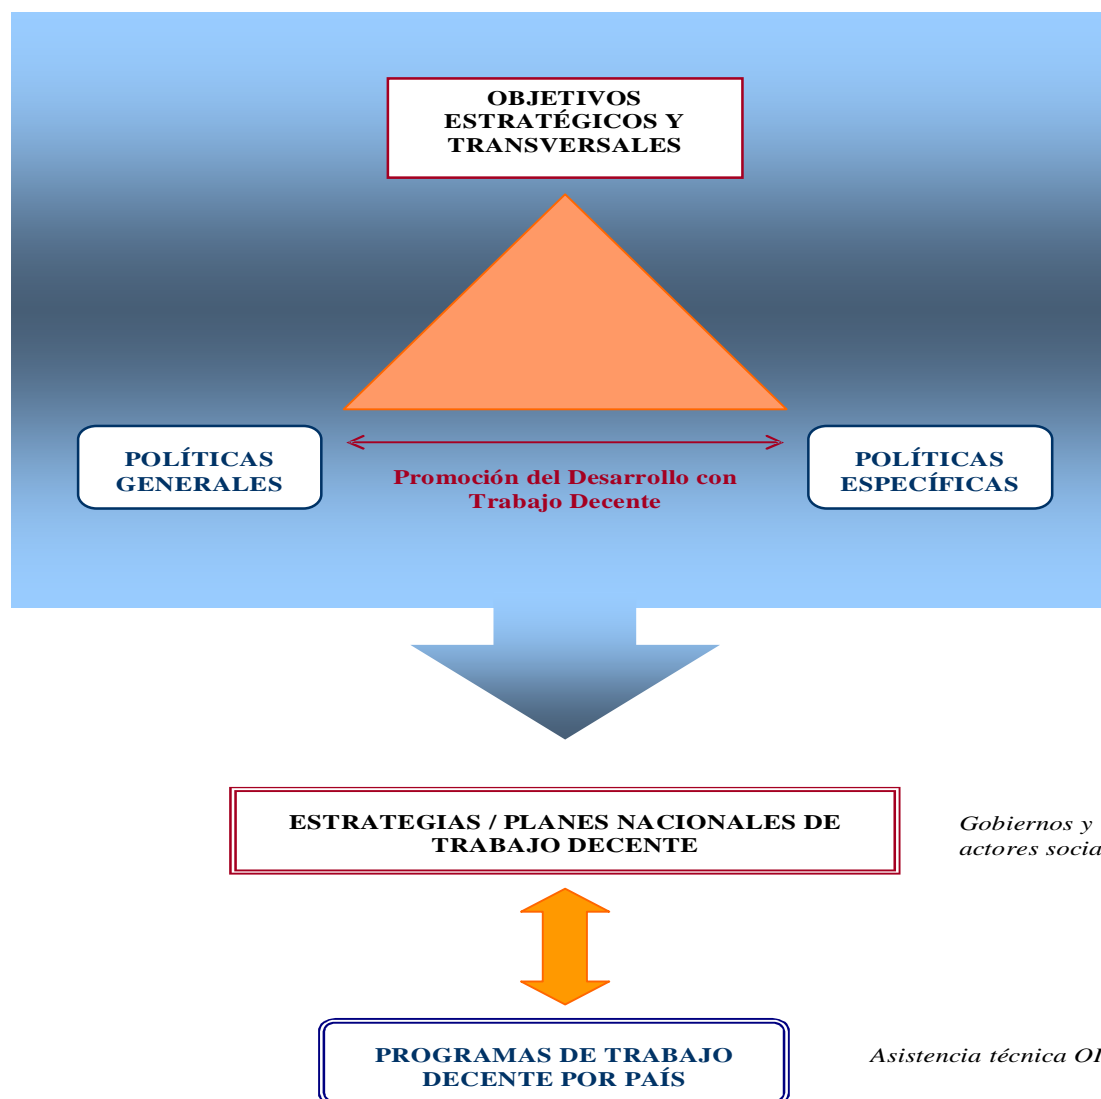 OBJETIVOS
ESTRATÉGICOS Y
TRANSVERSALES
POLÍTICAS
GENERALES
Promoción del Desarrollo con
Trabajo Decente
POLÍTICAS
ESPECÍFICAS
ESTRATEGIAS / PLANES NACIONALES DE
TRABAJO DECENTE
Gobiernos y
actores
PROGRAMAS DE TRABAJO
DECENTE POR PAÍS
Asistencia técnica